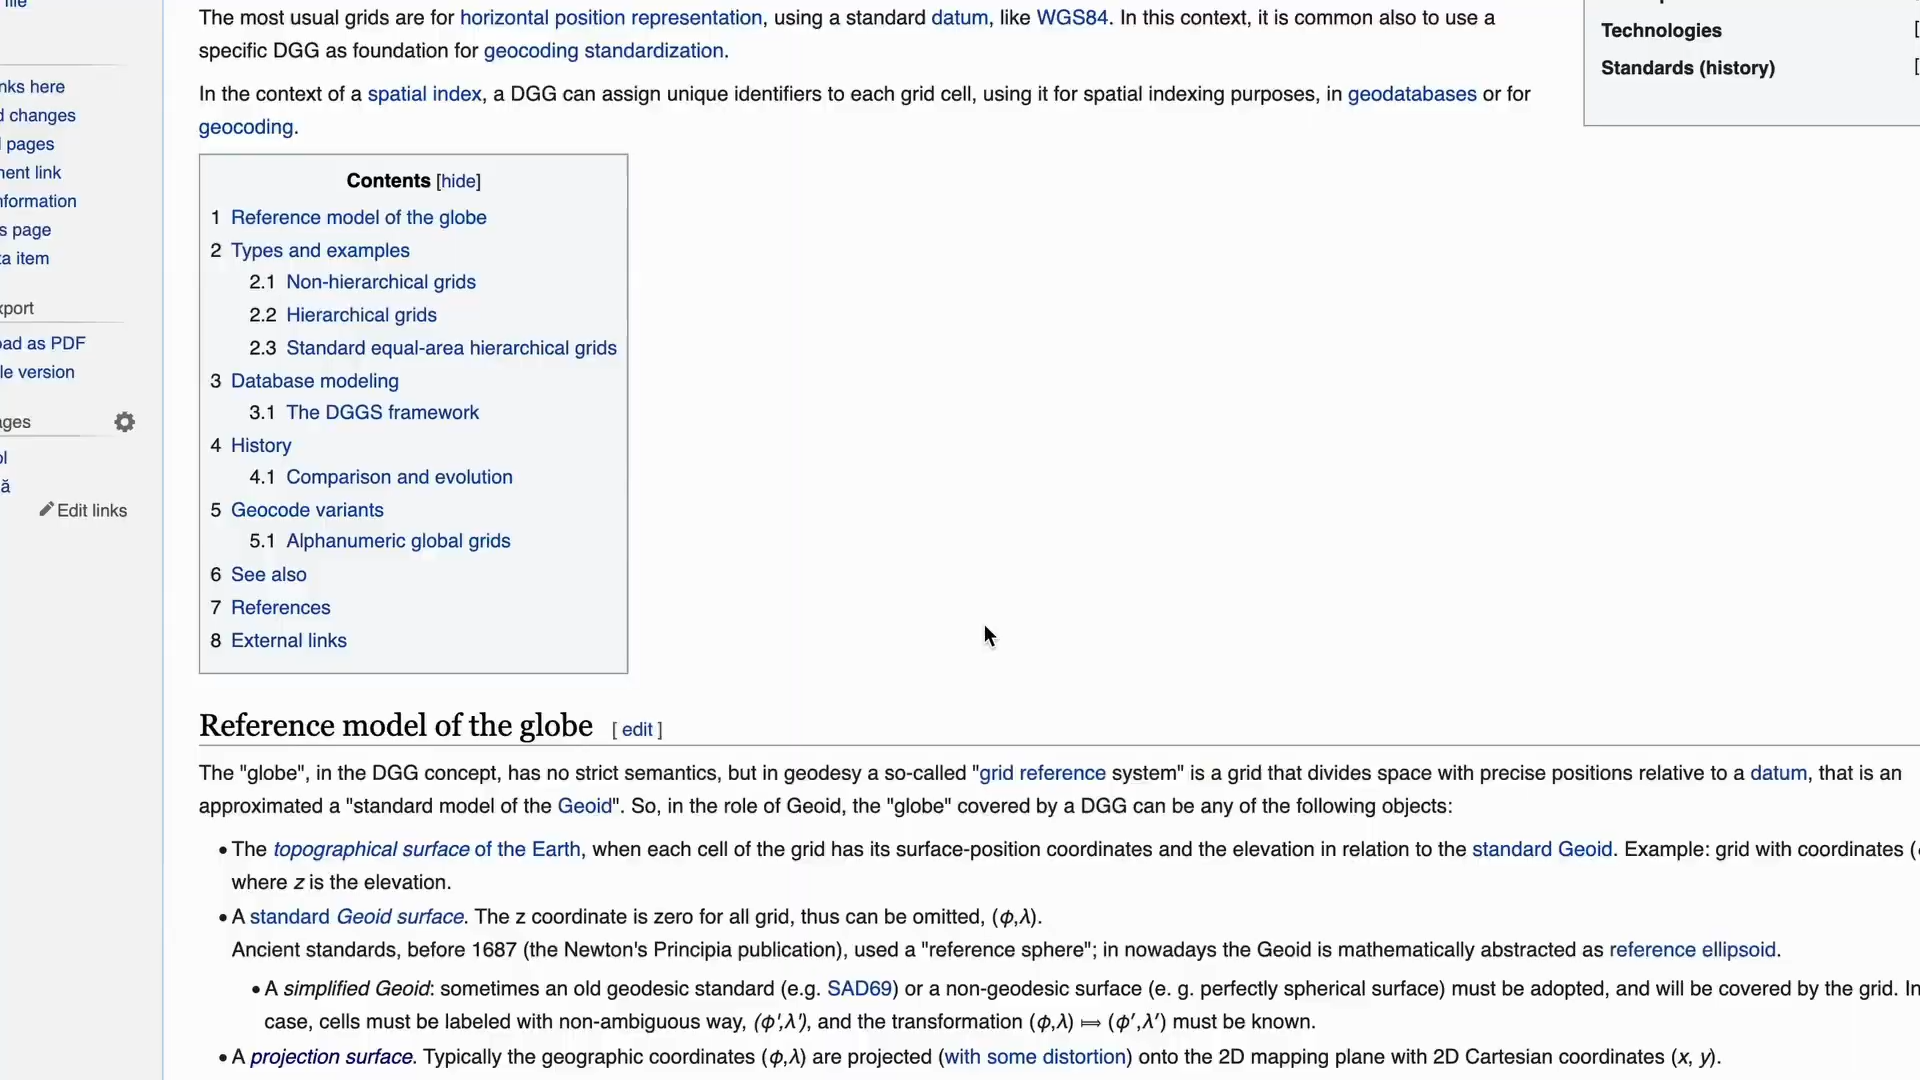 file
nks here
d changes
l pages
nent link
nformation
s page
ta item
xport
oad as PDF
le version
ages
ol
ă
Edit links
The most usual grids are for horizontal position representation, using a standard datum, like WGS84. In this context, it is common also to use a
specific DGG as foundation for geocoding standardization.
In the context of a spatial index, a DGG can assign unique identifiers to each grid cell, using it for spatial indexing purposes, in geodatabases or for
geocoding.
Contents [hide]
1 Reference model of the globe
2 Types and examples
2.1 Non-hierarchical grids
2.2 Hierarchical grids
2.3 Standard equal-area hierarchical grids
3 Database modeling
3.1 The DGGS framework
4 History
4.1 Comparison and evolution
5 Geocode variants
5.1 Alphanumeric global grids
6 See also
7 References
8 External links
Technologies [
Standards (history) [
Reference model of the globe [ edit ]
The "globe", in the DGG concept, has no strict semantics, but in geodesy a so-called "grid reference system" is a grid that divides space with precise positions relative to a datum, that is an
approximated a "standard model of the Geoid". So, in the role of Geoid, the "globe" covered by a DGG can be any of the following objects:
• The topographical surface of the Earth, when each cell of the grid has its surface-position coordinates and the elevation in relation to the standard Geoid. Example: grid with coordinates (
where z is the elevation.
• A standard Geoid surface. The z coordinate is zero for all grid, thus can be omitted, (ϕ,λ).
Ancient standards, before 1687 (the Newton's Principia publication), used a "reference sphere"; in nowadays the Geoid is mathematically abstracted as reference ellipsoid.
• A simplified Geoid: sometimes an old geodesic standard (e.g. SAD69) or a non-geodesic surface (e. g. perfectly spherical surface) must be adopted, and will be covered by the grid. In
case, cells must be labeled with non-ambiguous way, (ϕ',λ'), and the transformation (ϕ,λ) ⟾ (ϕ′,λ′) must be known.
• A projection surface. Typically the geographic coordinates (ϕ,λ) are projected (with some distortion) onto the 2D mapping plane with 2D Cartesian coordinates (x, y).